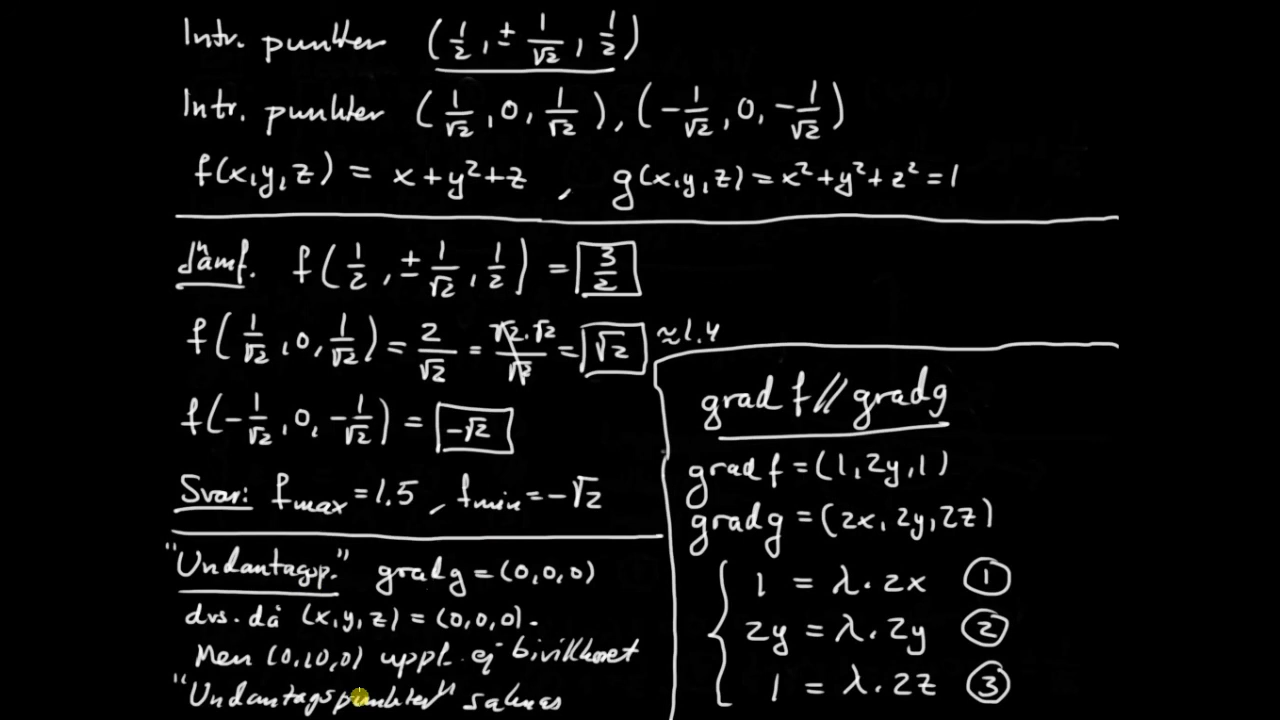 Intr. punkter (1/2, ± 1/√2, 1/2)
Intr. punkter (1/√2, 0, 1/√2), (-1/√2, 0, -1/√2)
f(x,y,z) = x+y²+z , g(x,y,z) = x²+y²+z² = 1
Jämf. f(1/2, ± 1/√2, 1/2) = 3/2
f(1/√2, 0, 1/√2) = 2/√2 = √2·√2/√2 = √2 ≈1.4
f(-1/√2, 0, -1/√2) = -√2
Svar: fmax = 1.5 , fmin = -√2
"Undantagsp." grad g = (0,0,0)
dvs. då (x,y,z) = (0,0,0).
Men (0,0,0) uppf. ej bivillkoret
"Undantagspunkter" saknas
grad f // grad g
grad f = (1, 2y, 1)
grad g = (2x, 2y, 2z)
1 = λ·2x ①
2y = λ·2y ②
1 = λ·2z ③